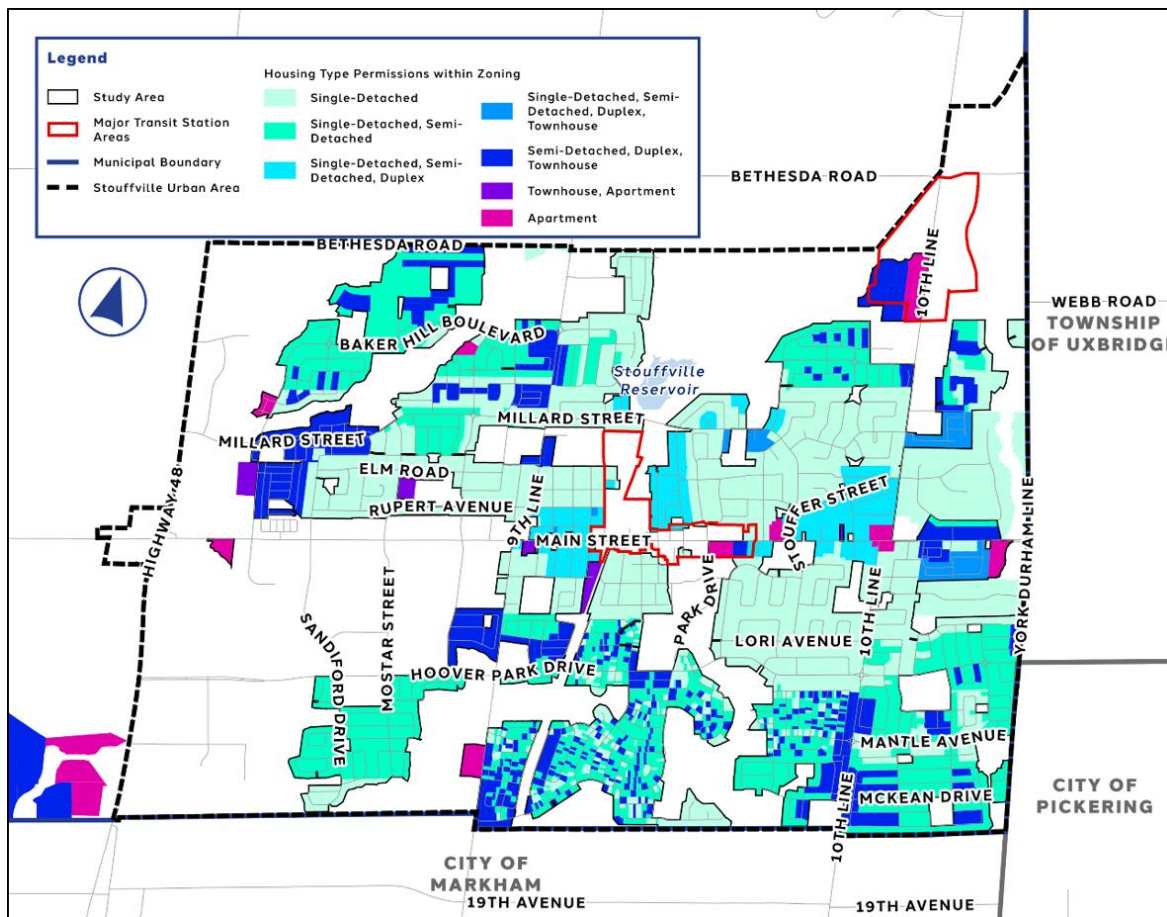 Legend
Study Area
Major Transit Station
Areas
Municipal Boundary
Stouffville Urban Area
Housing Type Permissions within Zoning
Single-Detached
Single-Detached, Semi-
Detached
Single-Detached, Semi-
Detached, Duplex
Single-Detached, Semi-
Detached, Duplex,
Townhouse
Semi-Detached, Duplex,
Townhouse
Townhouse, Apartment
Apartment
BETHESDA ROAD
BETHESDA ROAD
10TH LINE
WEBB ROAD
TOWNSHIP
OF UXBRIDGE
BAKER HILL BOULEVARD
Stouffville
Reservoir
MILLARD STREET
MILLARD STREET
ELM ROAD
RUPERT AVENUE
HIGHWAY 48
9TH LINE
MAIN STREET
STOUFFER STREET
YORK-DURHAM LINE
PARK DRIVE
10TH LINE
LORI AVENUE
SANDIFORD DRIVE
MOSTAR STREET
HOOVER PARK DRIVE
MANTLE AVENUE
MCKEAN DRIVE
10TH LINE
CITY OF
PICKERING
CITY OF
MARKHAM
19TH AVENUE
19TH AVENUE